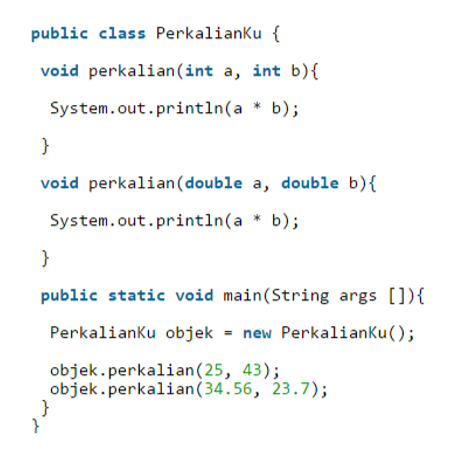 public class PerkalianKu {
void perkalian(int a, int b){
System.out.println(a * b);
}
void perkalian(double a, double b){
System.out.println(a * b);
}
public static void main(String args []){
PerkalianKu objek = new PerkalianKu();
objek.perkalian(25, 43);
objek.perkalian(34.56, 23.7);
}
}